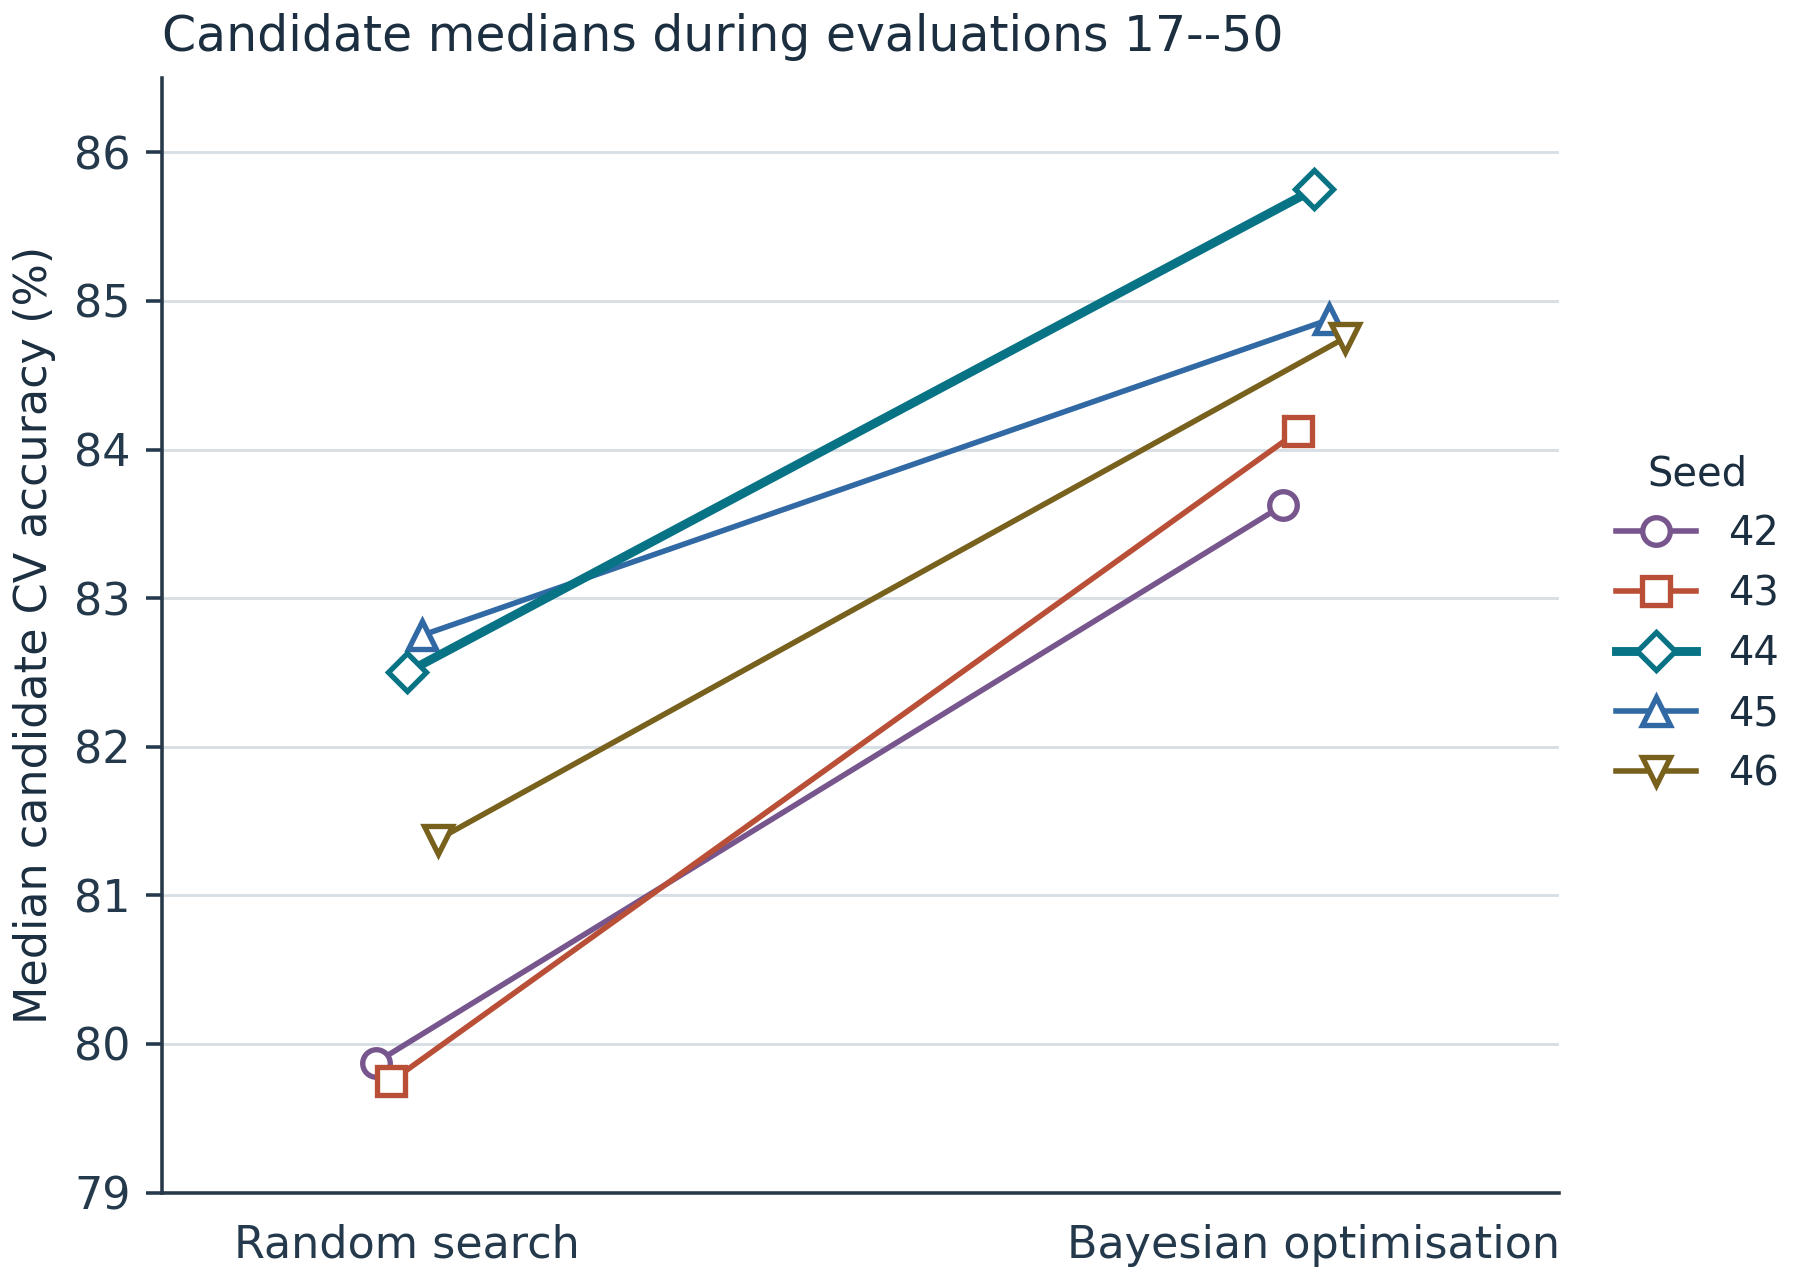 Candidate medians during evaluations 17--50
Median candidate CV accuracy (%)
86
85
84
83
82
81
80
79
Random search
Bayesian optimisation
Seed
42
43
44
45
46